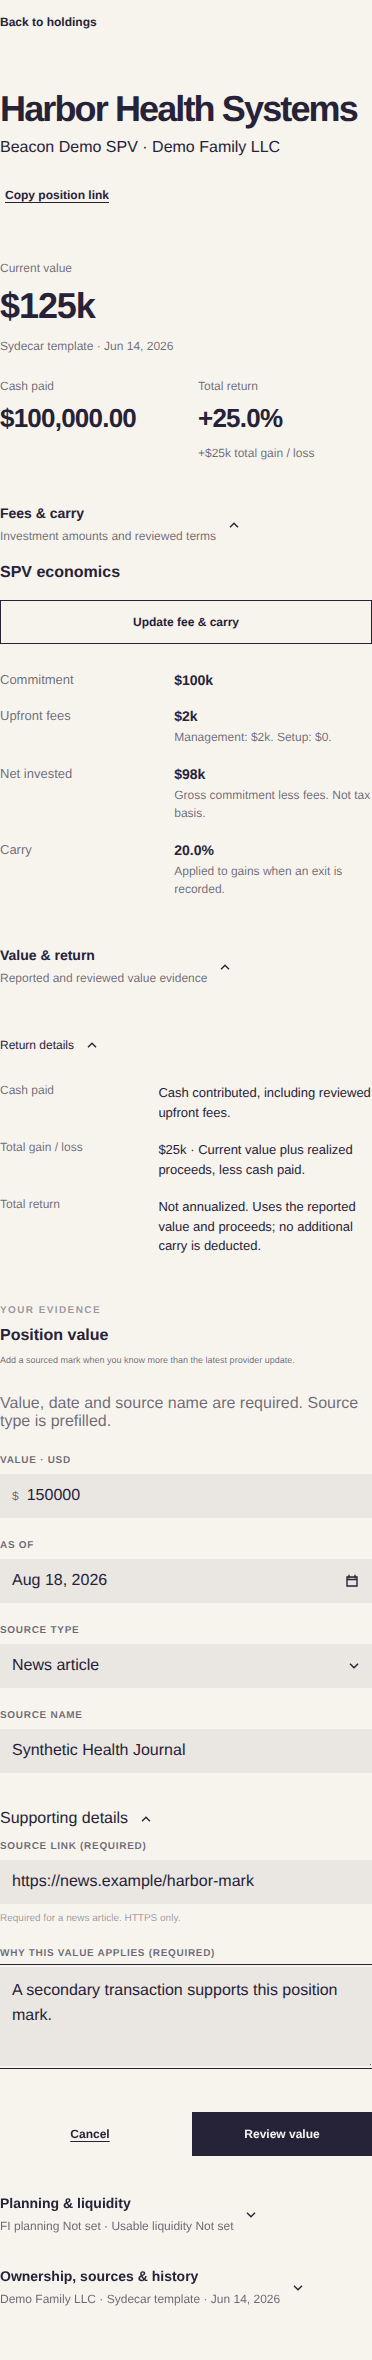 Back to holdings
Harbor Health Systems
Beacon Demo SPV · Demo Family LLC
Copy position link
Current value
$125k
Sydecar template · Jun 14, 2026
Cash paid
Total return
$100,000.00
+25.0%
+$25k total gain / loss
Fees & carry
Investment amounts and reviewed terms
SPV economics
Update fee & carry
Commitment
$100k
Upfront fees
$2k
Management: $2k. Setup: $0.
Net invested
$98k
Gross commitment less fees. Not tax
basis.
Carry
20.0%
Applied to gains when an exit is
recorded.
Value & return
Reported and reviewed value evidence
Return details
Cash paid
Cash contributed, including reviewed
upfront fees.
Total gain / loss
$25k · Current value plus realized
proceeds, less cash paid.
Total return
Not annualized. Uses the reported
value and proceeds; no additional
carry is deducted.
YOUR EVIDENCE
Position value
Add a sourced mark when you know more than the latest provider update.
Value, date and source name are required. Source
type is prefilled.
VALUE · USD
$ 150000
AS OF
Aug 18, 2026
SOURCE TYPE
News article
SOURCE NAME
Synthetic Health Journal
Supporting details
SOURCE LINK (REQUIRED)
https://news.example/harbor-mark
Required for a news article. HTTPS only.
WHY THIS VALUE APPLIES (REQUIRED)
A secondary transaction supports this position
mark.
Cancel
Review value
Planning & liquidity
FI planning Not set · Usable liquidity Not set
Ownership, sources & history
Demo Family LLC · Sydecar template · Jun 14, 2026